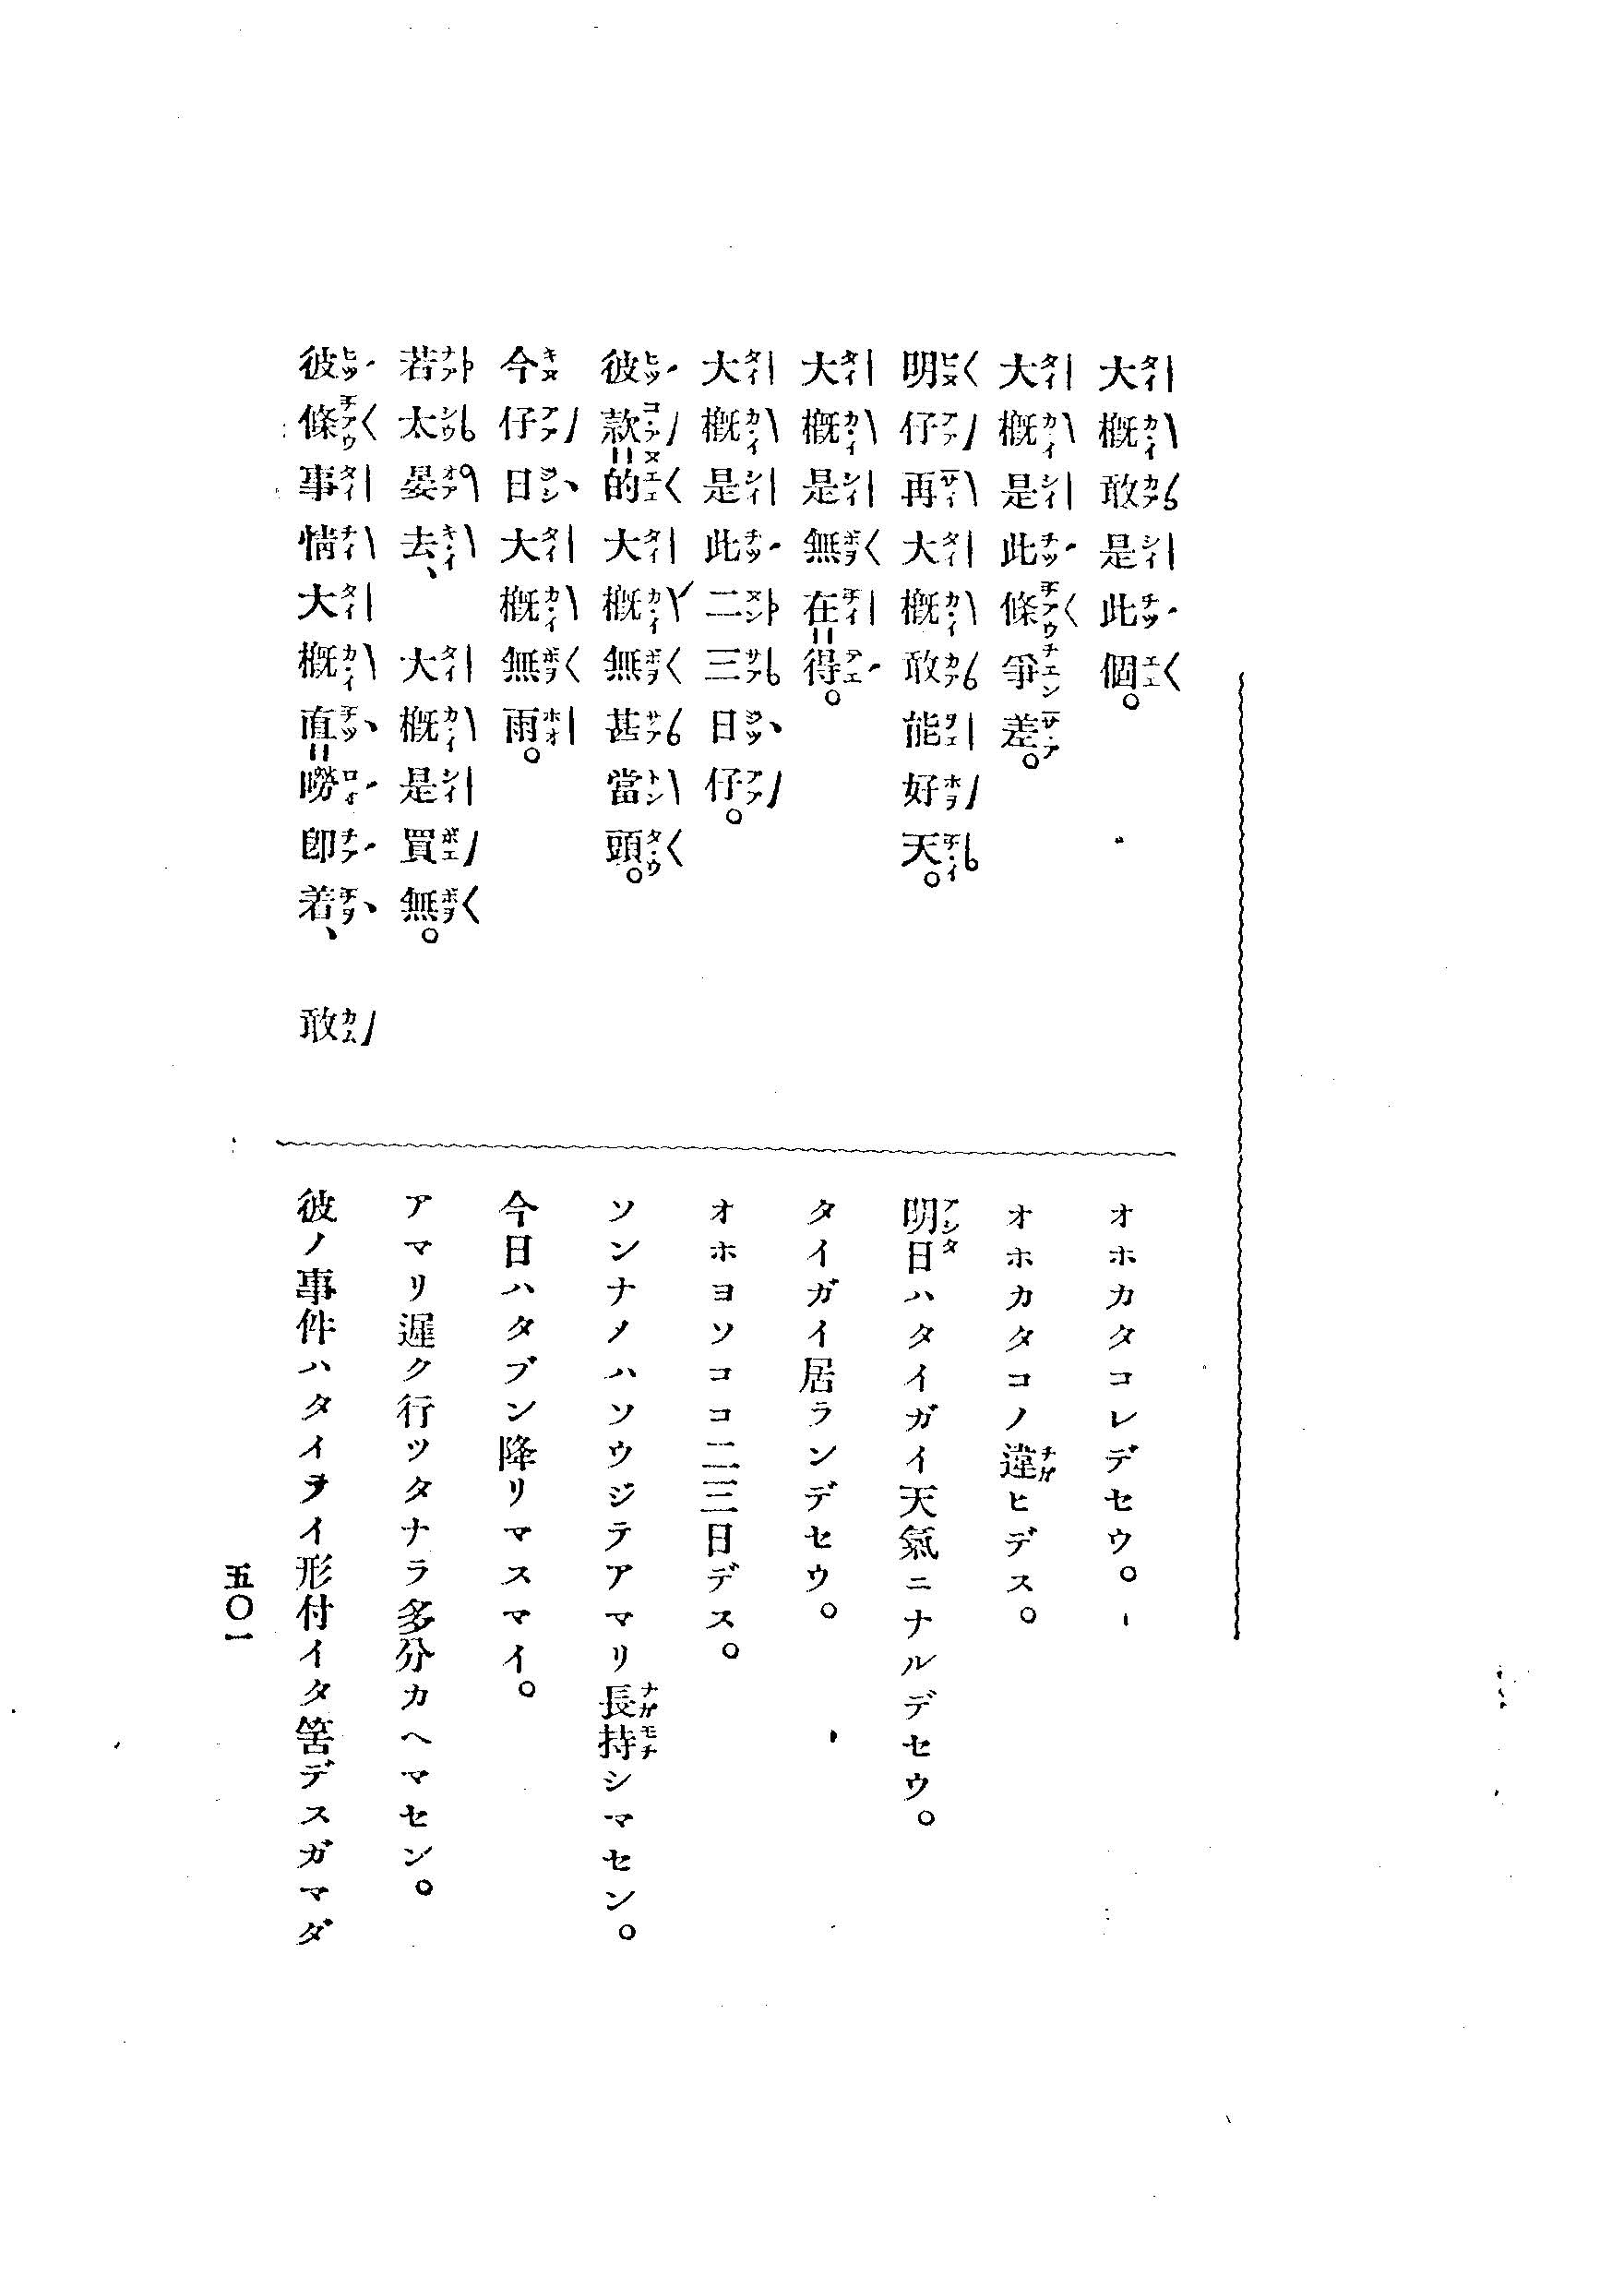 大概敢是此個。
大概是此條爭差。
明仔再大概敢能好天。
大概是無在得。
大概是此二三日仔。
彼款的大概無甚當頭。
今仔日大概無雨。
若太晏去、大概是買無。
彼條事情大概直嘮即着、敢
オホカタコレデセウ。
オホカタコノ違ヒデス。
明日ハタイガイ天氣ニナルデセウ。
タイガイ居ランデセウ。
オホヨソココ二三日デス。
ソンナノハソウジテアマリ長持シマセン。
今日ハタブン降リマスマイ。
アマリ遲ク行ッタナラ多分カヘマセン。
彼ノ事件ハタイヲイ形付イタ筈デスガマダ
五〇一